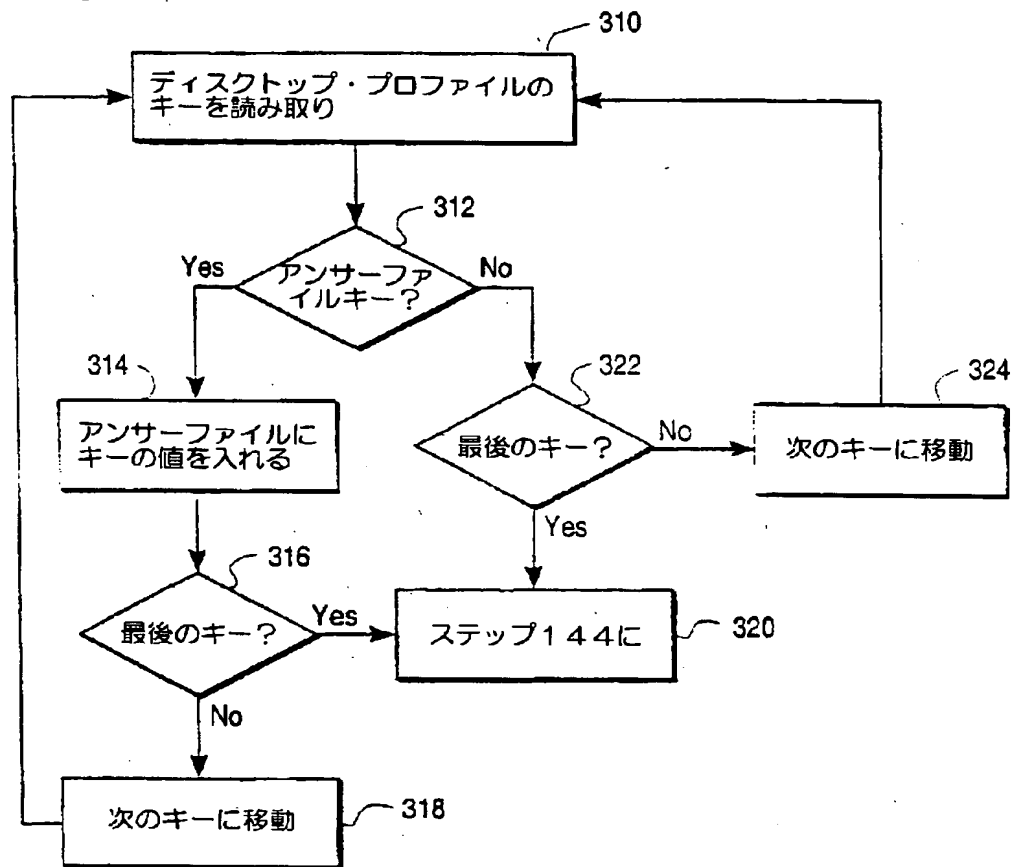 310
ディスクトップ・プロファイルの
キーを読み取り
312
Yes
No
アンサーファ
イルキー?
314
322
324
アンサーファイルに
キーの値を入れる
最後のキー?
No
次のキーに移動
Yes
316
最後のキー?
Yes
ステップ144に
320
No
次のキーに移動
318